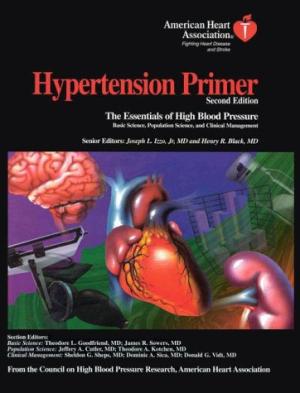 American Heart
Association®
Fighting Heart Disease
and Stroke
Hypertension Primer
Second Edition
The Essentials of High Blood Pressure
Basic Science, Population Science, and Clinical Management
Senior Editors: Joseph L. Izzo, Jr, MD and Henry R. Black, MD
Section Editors:
Basic Science: Theodore L. Goodfriend, MD; James R. Sowers, MD
Population Science: Jeffery A. Cutler, MD; Theodore A. Kotchen, MD
Clinical Management: Sheldon G. Sheps, MD; Dominic A. Sica, MD; Donald G. Vidt, MD
From the Council on High Blood Pressure Research, American Heart Association